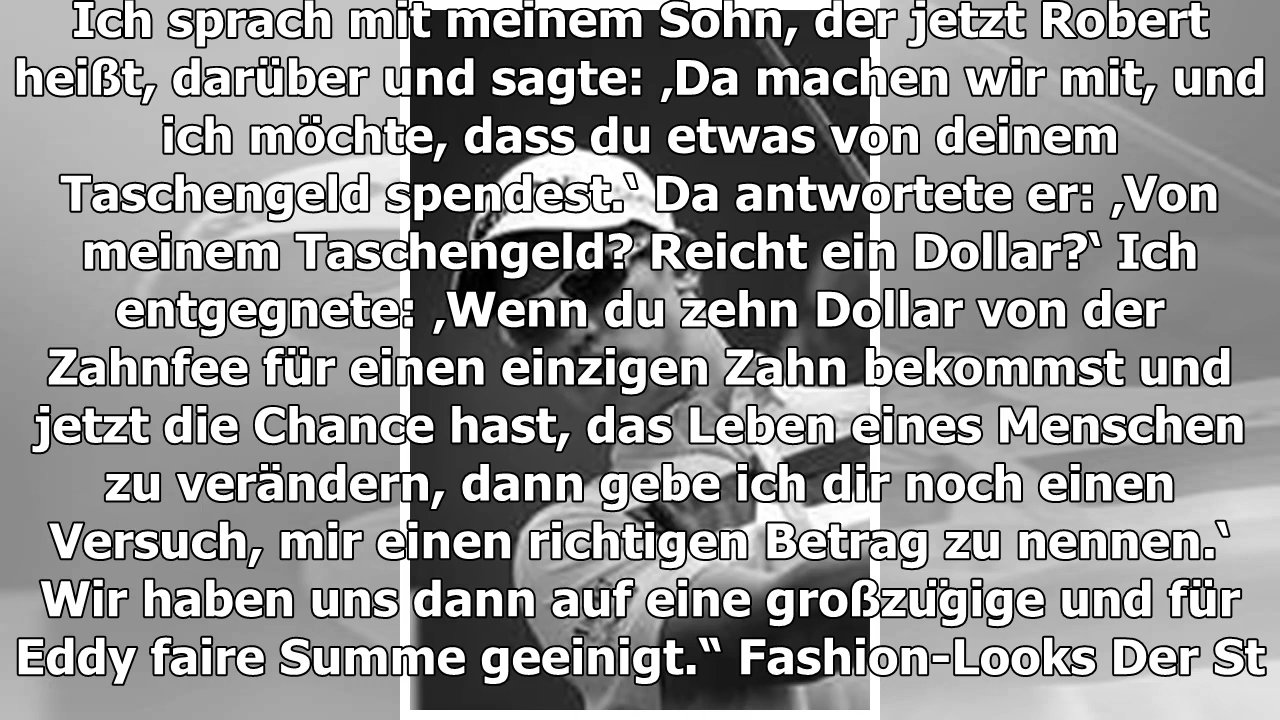 Ich sprach mit meinem Sohn, der jetzt Robert
heißt, darüber und sagte: ‚Da machen wir mit, und
ich möchte, dass du etwas von deinem
Taschengeld spendest.‘ Da antwortete er: ‚Von
meinem Taschengeld? Reicht ein Dollar?‘ Ich
entgegnete: ‚Wenn du zehn Dollar von der
Zahnfee für einen einzigen Zahn bekommst und
jetzt die Chance hast, das Leben eines Menschen
zu verändern, dann gebe ich dir noch einen
Versuch, mir einen richtigen Betrag zu nennen.‘
Wir haben uns dann auf eine großzügige und für
Eddy faire Summe geeinigt.“ Fashion-Looks Der St